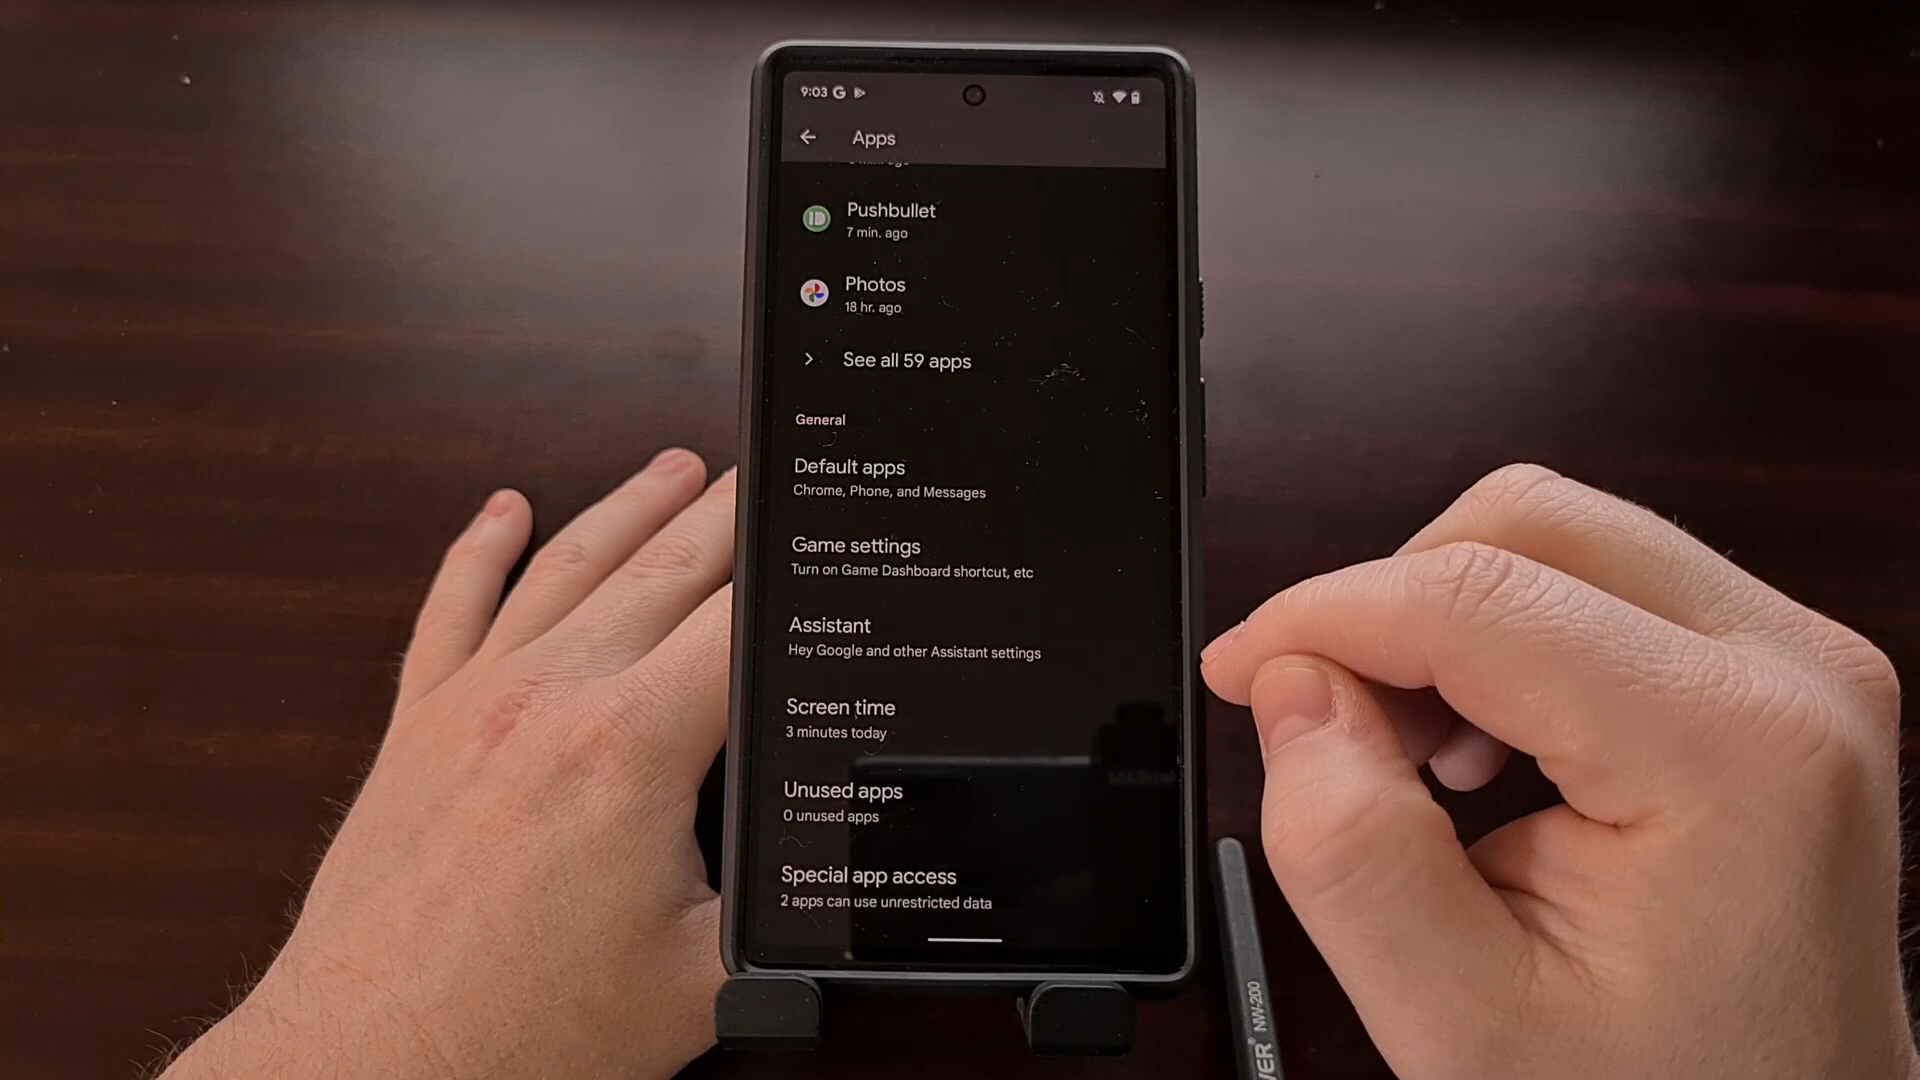 9:03
Apps
Pushbullet
7 min. ago
Photos
18 hr. ago
See all 59 apps
General
Default apps
Chrome, Phone, and Messages
Game settings
Turn on Game Dashboard shortcut, etc
Assistant
Hey Google and other Assistant settings
Screen time
3 minutes today
Unused apps
0 unused apps
Special app access
2 apps can use unrestricted data
NW-200